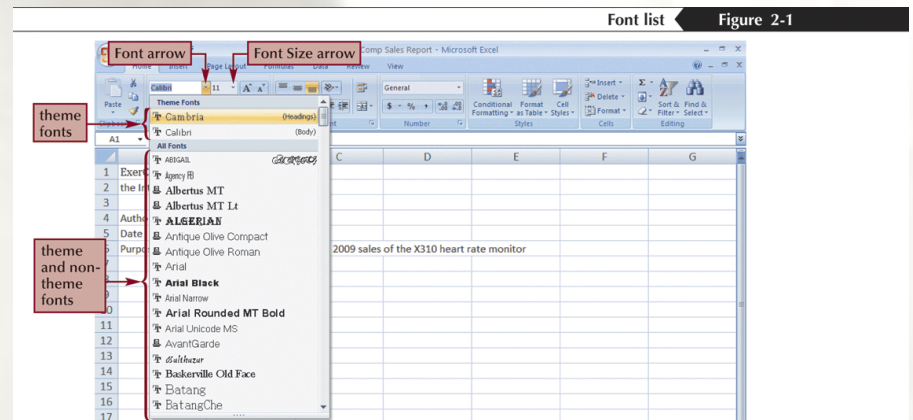 Font list Figure 2-1
Font arrow
Font Size arrow
Comp Sales Report - Microsoft Excel
Home Insert Page Layout Formulas Data Review View
Calibri 11 General
Paste
$ - % ,
Conditional Formatting Format as Table Cell Styles
Insert
Delete
Format
Sort & Filter Find & Select
Number Styles Cells Editing
theme fonts
Theme Fonts
Cambria (Headings)
Calibri (Body)
All Fonts
ABIGAIL
Agency FB
Albertus MT
Albertus MT Lt
ALGERIAN
Antique Olive Compact
Antique Olive Roman
Arial
Arial Black
Arial Narrow
Arial Rounded MT Bold
Arial Unicode MS
AvantGarde
Balthazar
Baskerville Old Face
Batang
BatangChe
theme and non-theme fonts
A1
C D E F G
1 Exer
2 the In
3
4 Autho
5 Date
Purpo 2009 sales of the X310 heart rate monitor
10
11
12
13
14
15
16
17